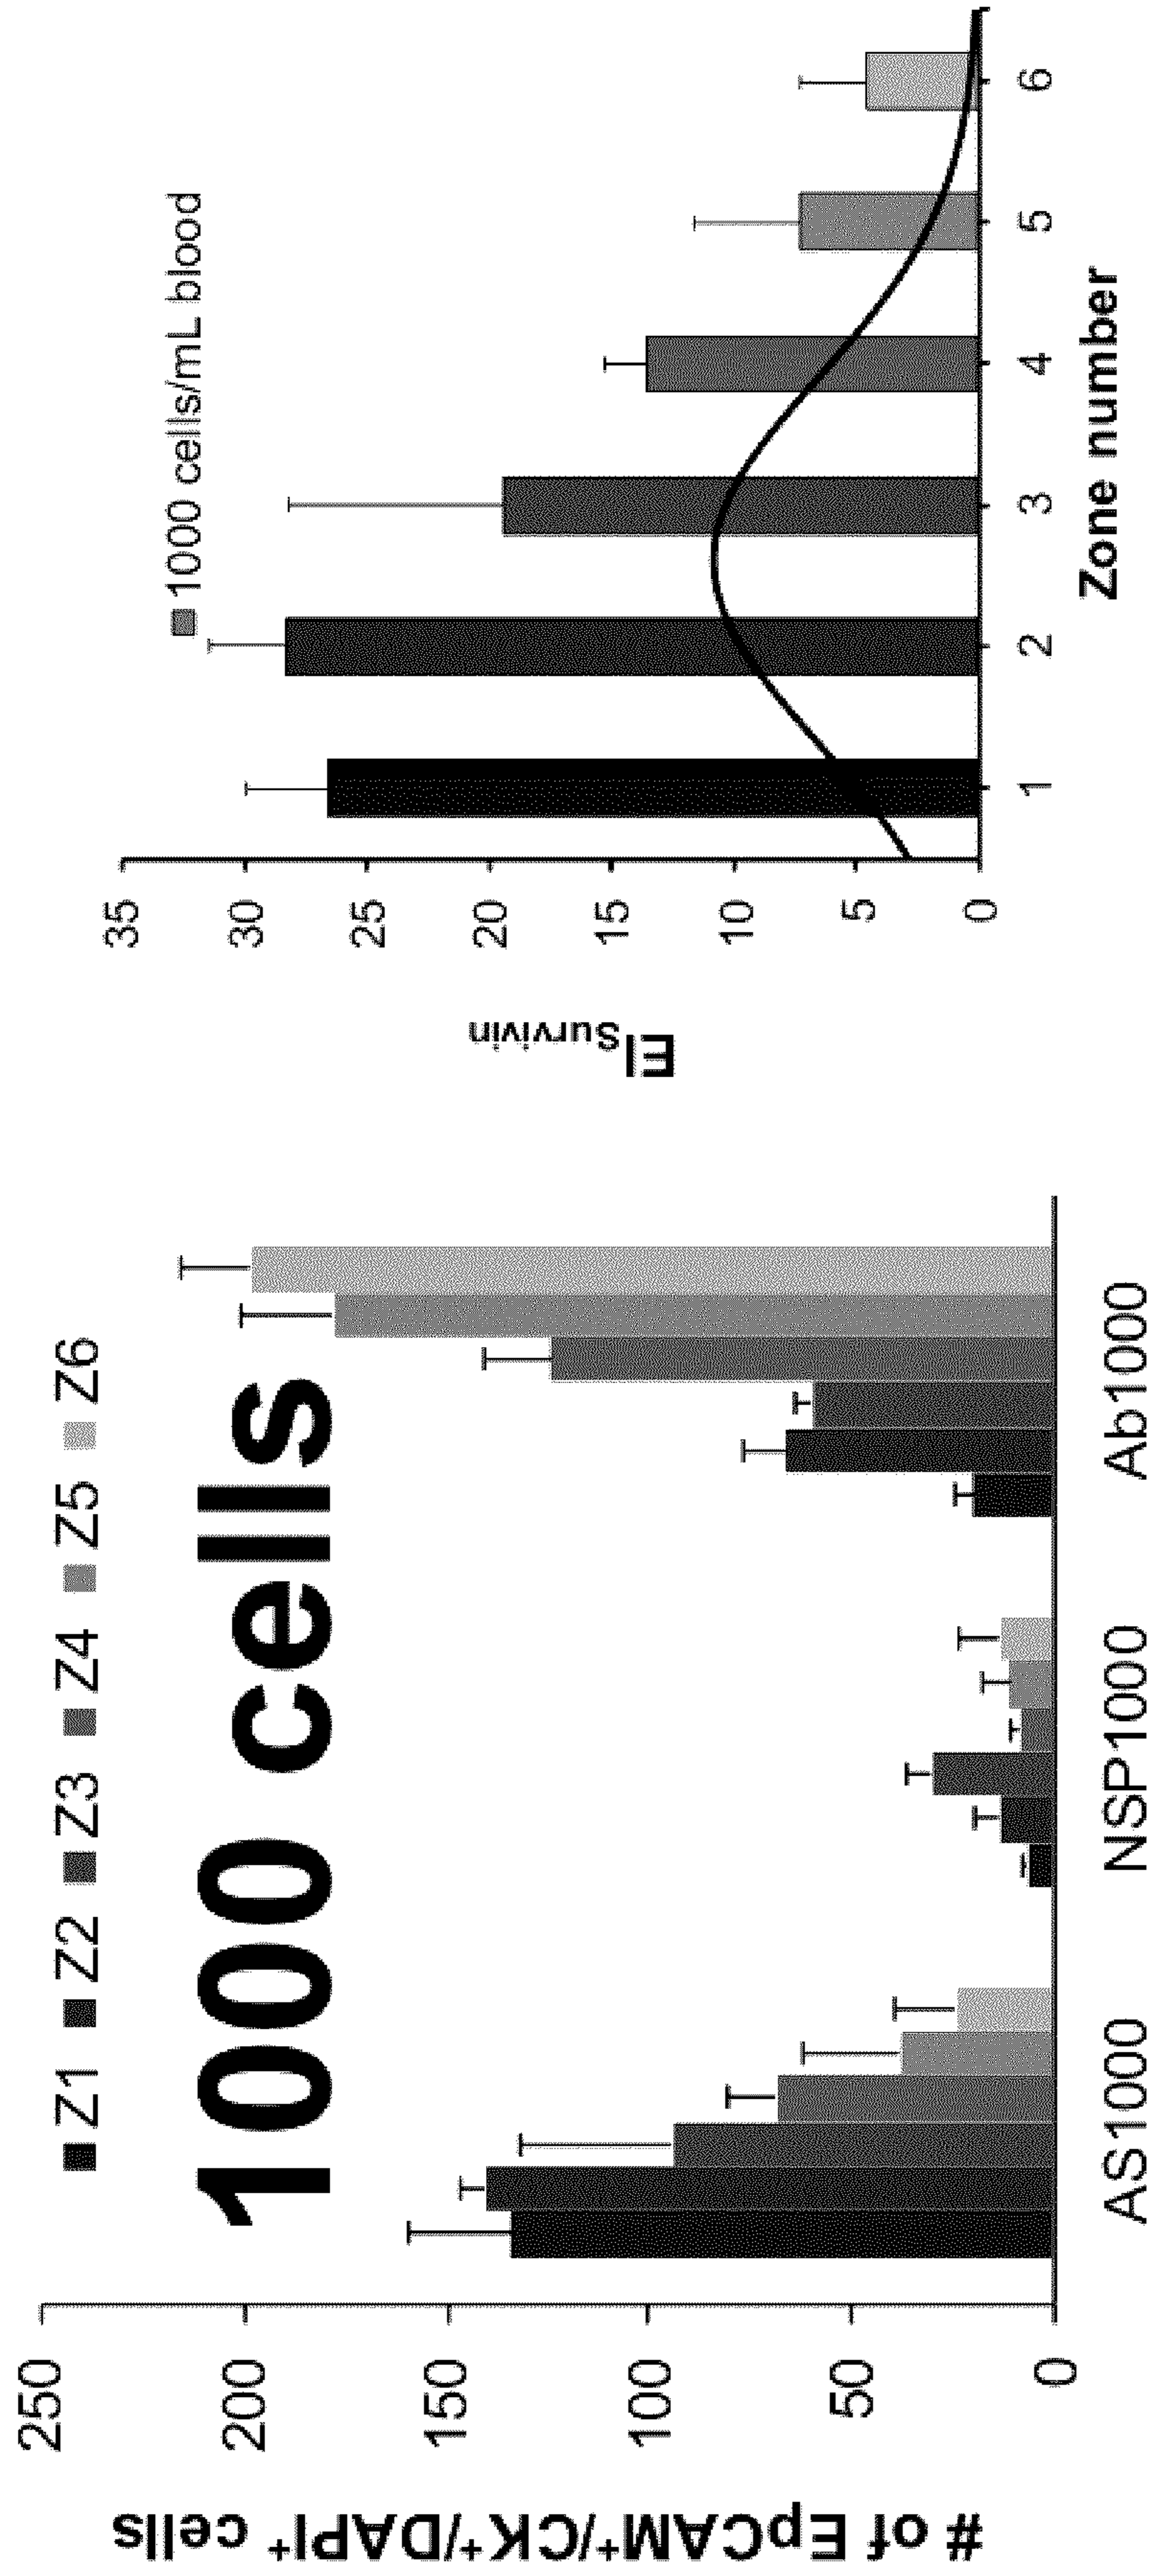 # of EpCAM⁺/CK⁺/DAPI⁺ cells
250
200
150
100
50
0
Z1 Z2 Z3 Z4 Z5 Z6
1000 cells
AS1000 NSP1000 Ab1000
EI Survivin
35
30
25
20
15
10
5
0
1000 cells/mL blood
1 2 3 4 5 6
Zone number